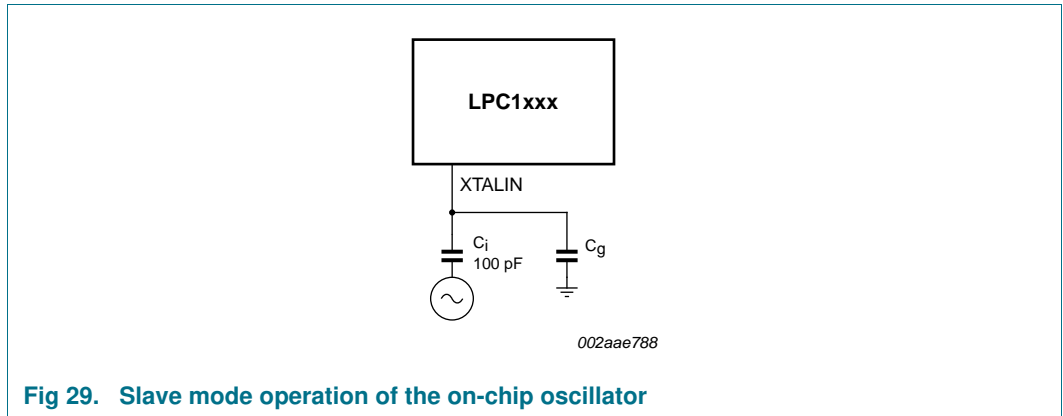 LPC1xxx
XTALIN
Ci
100 pF
Cg
002aae788
Fig 29. Slave mode operation of the on-chip oscillator